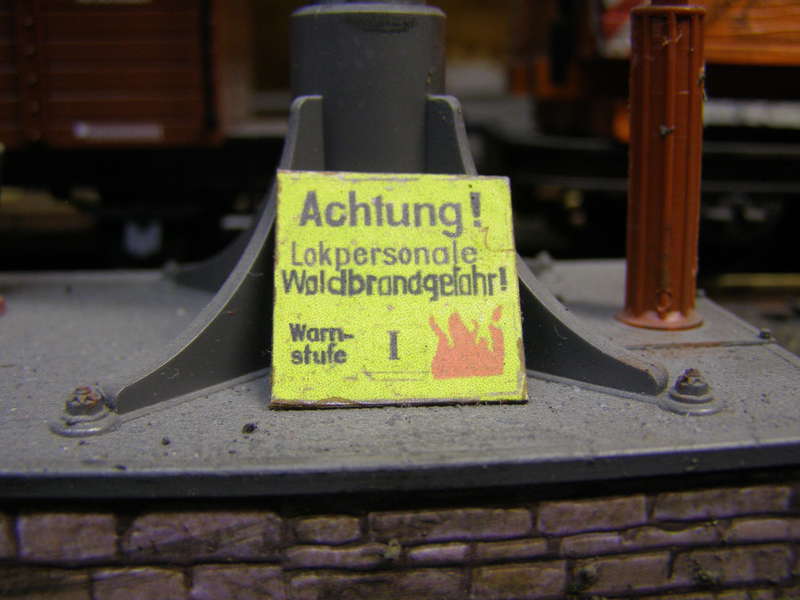 Achtung!
Lokpersonale
Waldbrandgefahr!
Warn-
stufe I